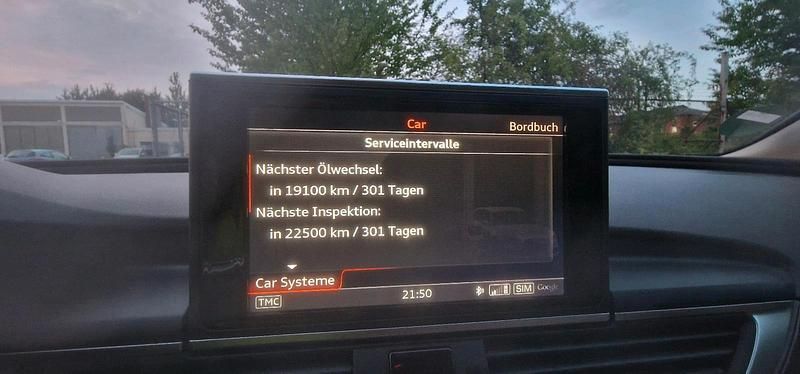 Car
Bordbuch
Serviceintervalle
Nächster Ölwechsel:
in 19100 km / 301 Tagen
Nächste Inspektion:
in 22500 km / 301 Tagen
Car Systeme
TMC
21:50
SIM
Google